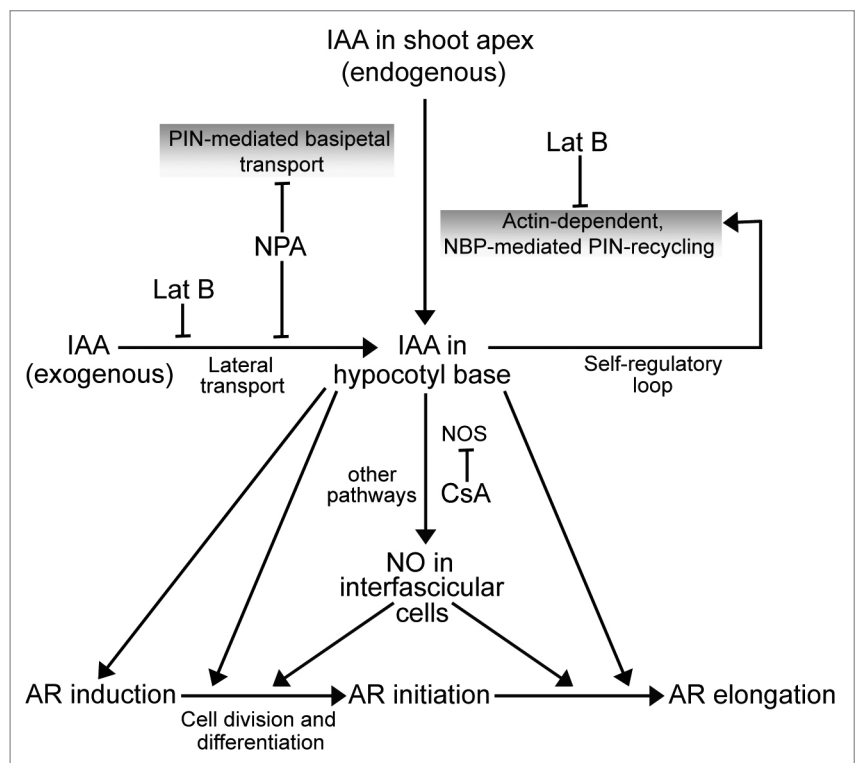 IAA in shoot apex
(endogenous)
PIN-mediated basipetal
transport
Lat B
Actin-dependent,
NBP-mediated PIN-recycling
NPA
Lat B
IAA
(exogenous)
Lateral
transport
IAA in
hypocotyl base
Self-regulatory
loop
NOS
other
pathways
CsA
NO in
interfascicular
cells
AR induction
AR initiation
AR elongation
Cell division and
differentiation